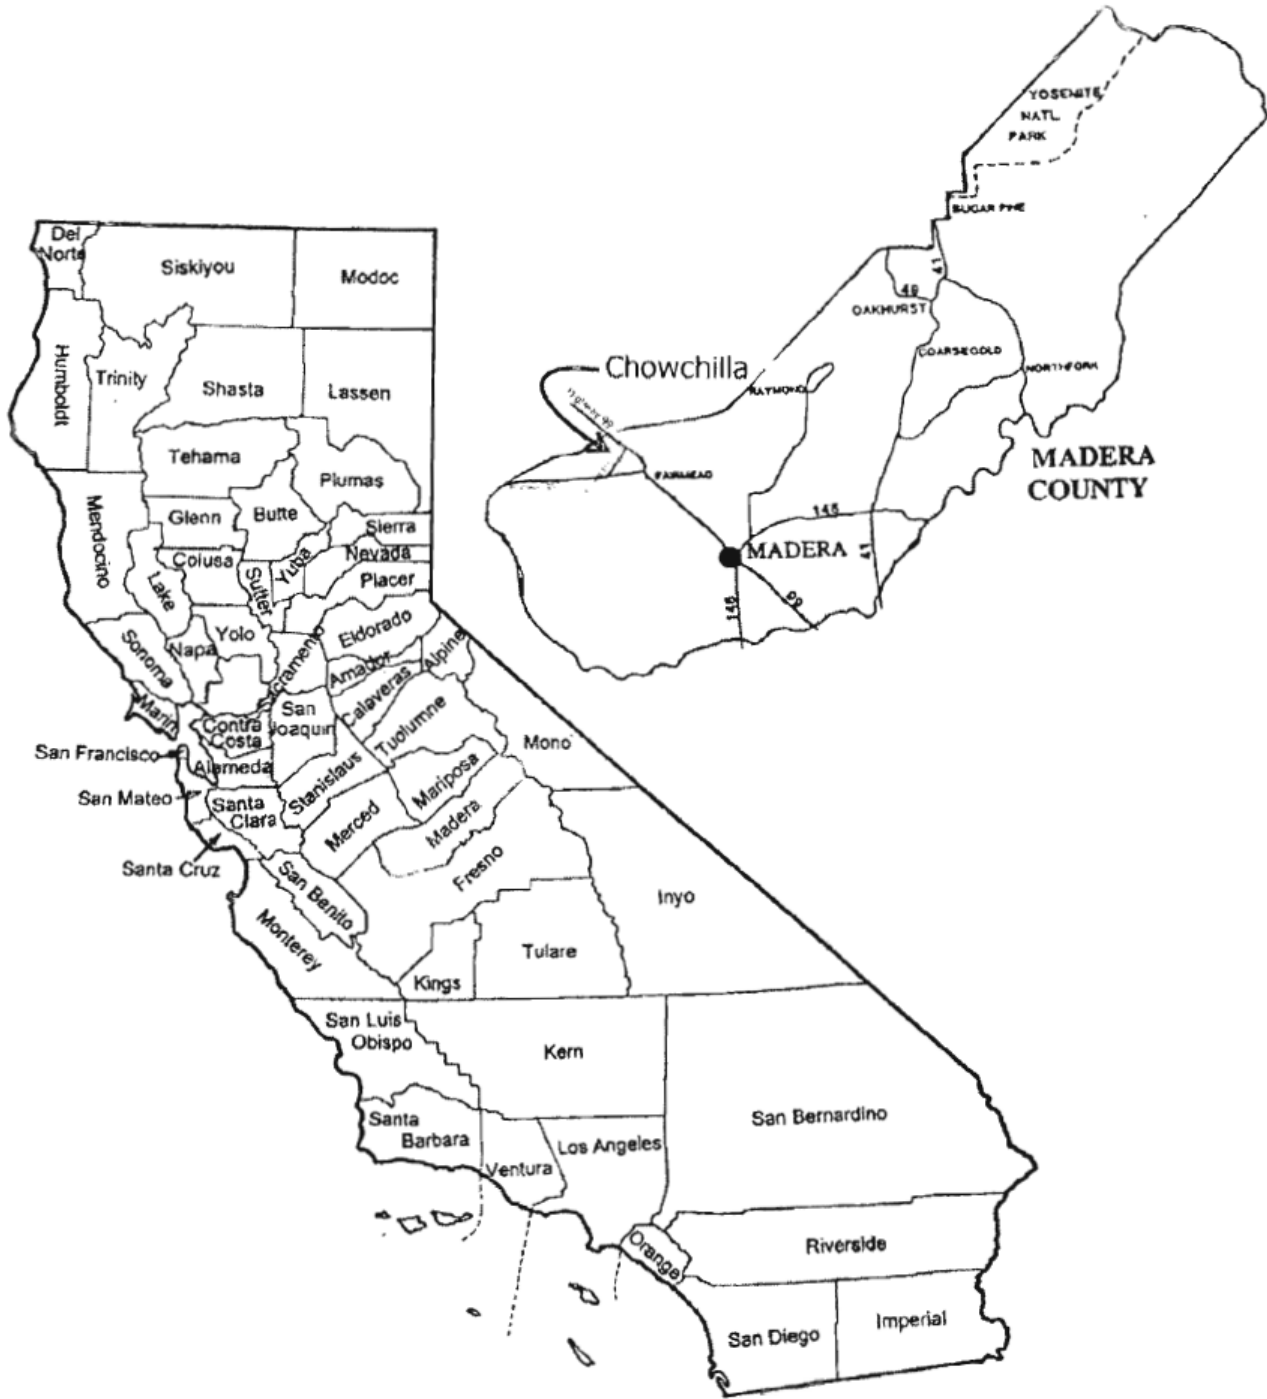 YOSEMITE
NATL
PARK
SUGAR PINE
41
49
OAKHURST
COARSEGOLD
NORTHFORK
Chowchilla
RAYMOND
Highway 99
FAIRMEAD
MADERA
COUNTY
145
MADERA
41
145
99
Del
Norte
Siskiyou
Modoc
Humboldt
Trinity
Shasta
Lassen
Tehama
Plumas
Mendocino
Glenn
Butte
Sierra
Colusa
Yuba
Nevada
Lake
Sutter
Placer
Sonoma
Napa
Yolo
Sacramento
Eldorado
Amador
Alpine
Marin
Contra
Costa
San
Joaquin
Calaveras
Tuolumne
Mono
San Francisco
Alameda
San Mateo
Santa
Clara
Stanislaus
Mariposa
Merced
Madera
Santa Cruz
San Benito
Fresno
Inyo
Monterey
Kings
Tulare
San Luis
Obispo
Kern
Santa
Barbara
San Bernardino
Ventura
Los Angeles
Orange
Riverside
San Diego
Imperial